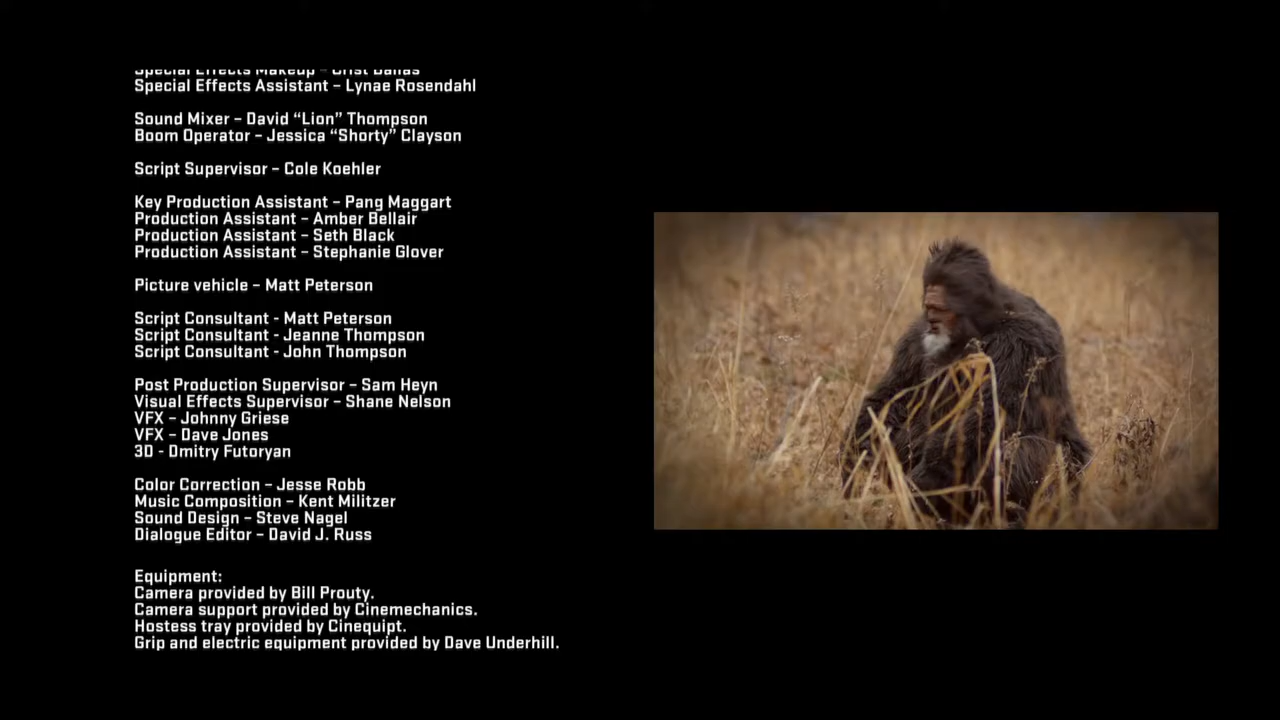 Special Effects Makeup – Crist Ballas
Special Effects Assistant – Lynae Rosendahl
Sound Mixer – David “Lion” Thompson
Boom Operator – Jessica “Shorty” Clayson
Script Supervisor – Cole Koehler
Key Production Assistant – Pang Maggart
Production Assistant – Amber Bellair
Production Assistant – Seth Black
Production Assistant – Stephanie Glover
Picture vehicle – Matt Peterson
Script Consultant - Matt Peterson
Script Consultant - Jeanne Thompson
Script Consultant - John Thompson
Post Production Supervisor – Sam Heyn
Visual Effects Supervisor – Shane Nelson
VFX – Johnny Griese
VFX – Dave Jones
3D - Dmitry Futoryan
Color Correction – Jesse Robb
Music Composition – Kent Militzer
Sound Design – Steve Nagel
Dialogue Editor – David J. Russ
Equipment:
Camera provided by Bill Prouty.
Camera support provided by Cinemechanics.
Hostess tray provided by Cinequipt.
Grip and electric equipment provided by Dave Underhill.